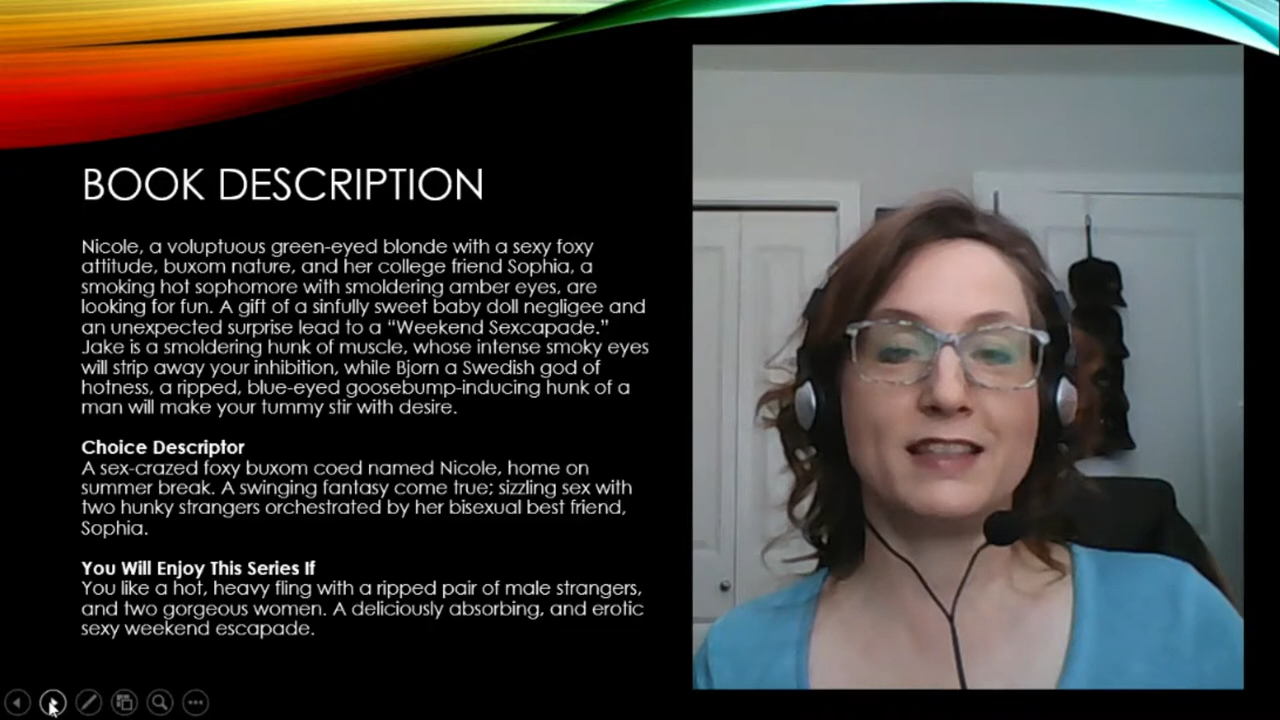 BOOK DESCRIPTION
Nicole, a voluptuous green-eyed blonde with a sexy foxy
attitude, buxom nature, and her college friend Sophia, a
smoking hot sophomore with smoldering amber eyes, are
looking for fun. A gift of a sinfully sweet baby doll negligee and
an unexpected surprise lead to a “Weekend Sexcapade.”
Jake is a smoldering hunk of muscle, whose intense smoky eyes
will strip away your inhibition, while Bjorn a Swedish god of
hotness, a ripped, blue-eyed goosebump-inducing hunk of a
man will make your tummy stir with desire.
Choice Descriptor
A sex-crazed foxy buxom coed named Nicole, home on
summer break. A swinging fantasy come true; sizzling sex with
two hunky strangers orchestrated by her bisexual best friend,
Sophia.
You Will Enjoy This Series If
You like a hot, heavy fling with a ripped pair of male strangers,
and two gorgeous women. A deliciously absorbing, and erotic
sexy weekend escapade.